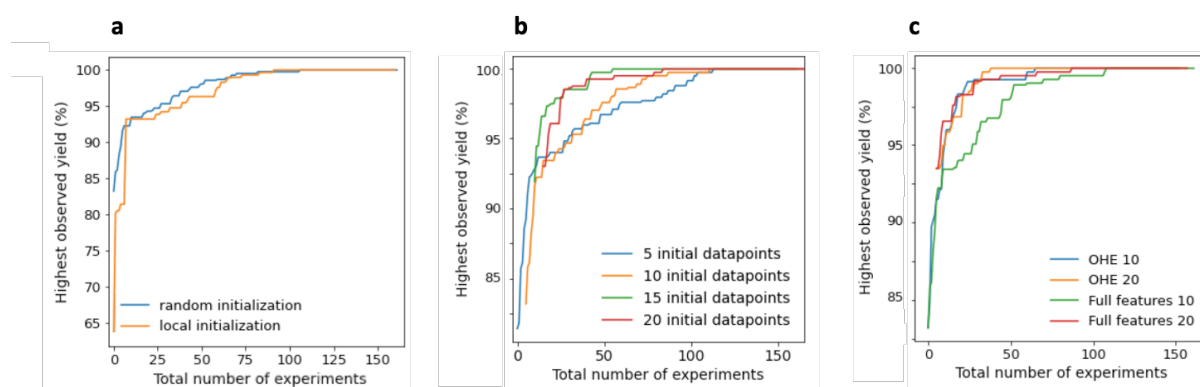 a
100
95
90
85
80
75
70
65
Highest observed yield (%)
random initialization
local initialization
0
25
50
75
100
125
150
Total number of experiments
b
100
95
90
85
Highest observed yield (%)
5 initial datapoints
10 initial datapoints
15 initial datapoints
20 initial datapoints
0
50
100
150
Total number of experiments
c
100
95
90
85
Highest observed yield (%)
OHE 10
OHE 20
Full features 10
Full features 20
0
50
100
150
Total number of experiments